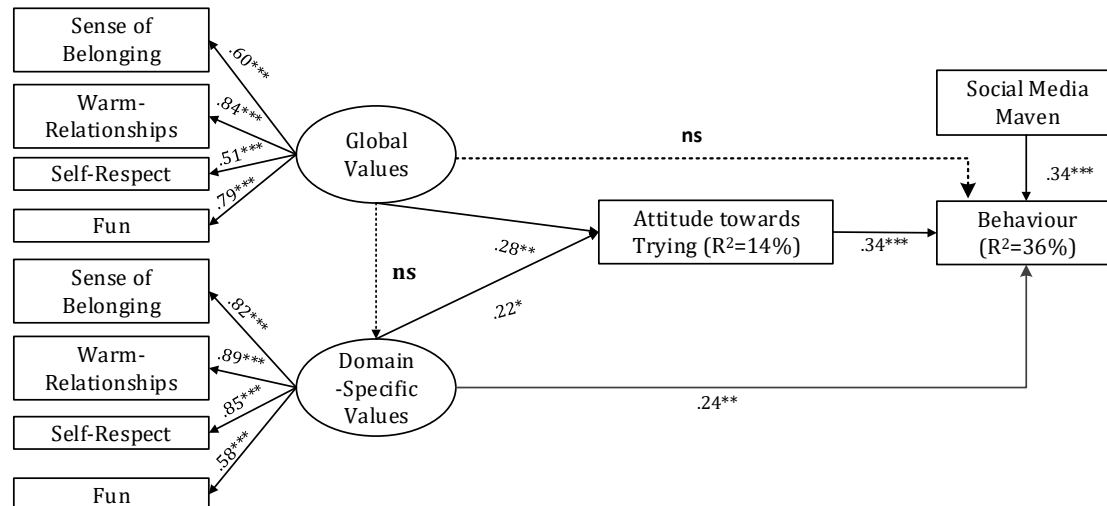 Sense of
Belonging
.60***
Warm-
Relationships
.84***
Self-Respect
.51***
Fun
.79***
Global
Values
ns
Social Media
Maven
.34***
Attitude towards
Trying (R²=14%)
.34***
Behaviour
(R²=36%)
.28**
ns
.22*
Sense of
Belonging
.82***
Warm-
Relationships
.89***
Self-Respect
.85***
Fun
.58***
Domain
-Specific
Values
.24**